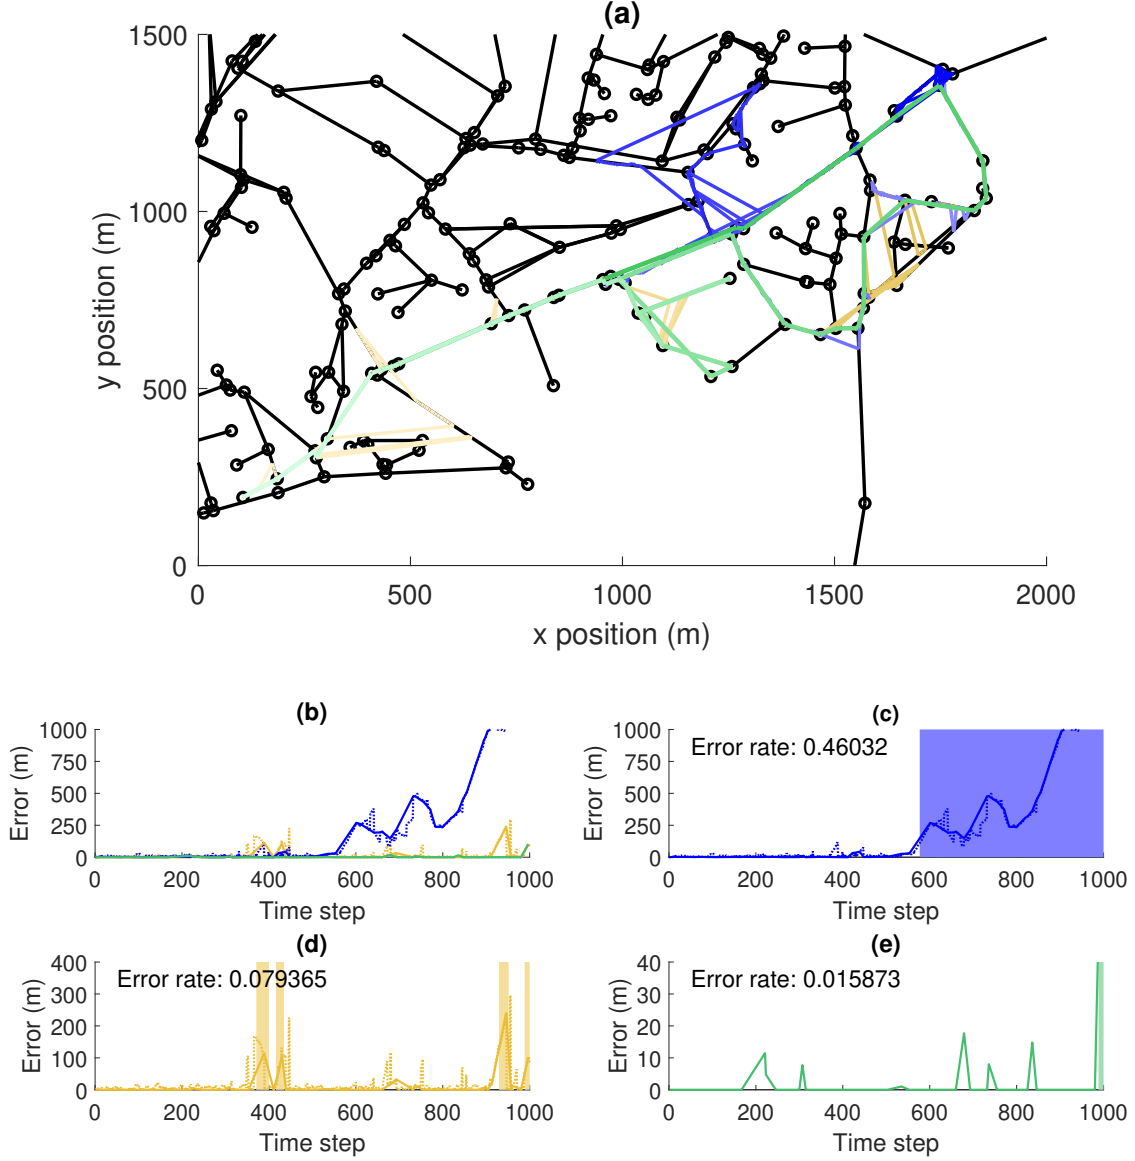 (a)
1500
1000
500
0
y position (m)
0 500 1000 1500 2000
x position (m)
(b)
1000
750
500
250
0
Error (m)
0 200 400 600 800 1000
Time step
(c)
Error rate: 0.46032
1000
750
500
250
0
Error (m)
0 200 400 600 800 1000
Time step
(d)
Error rate: 0.079365
400
300
200
100
0
Error (m)
0 200 400 600 800 1000
Time step
(e)
Error rate: 0.015873
40
30
20
10
0
Error (m)
0 200 400 600 800 1000
Time step